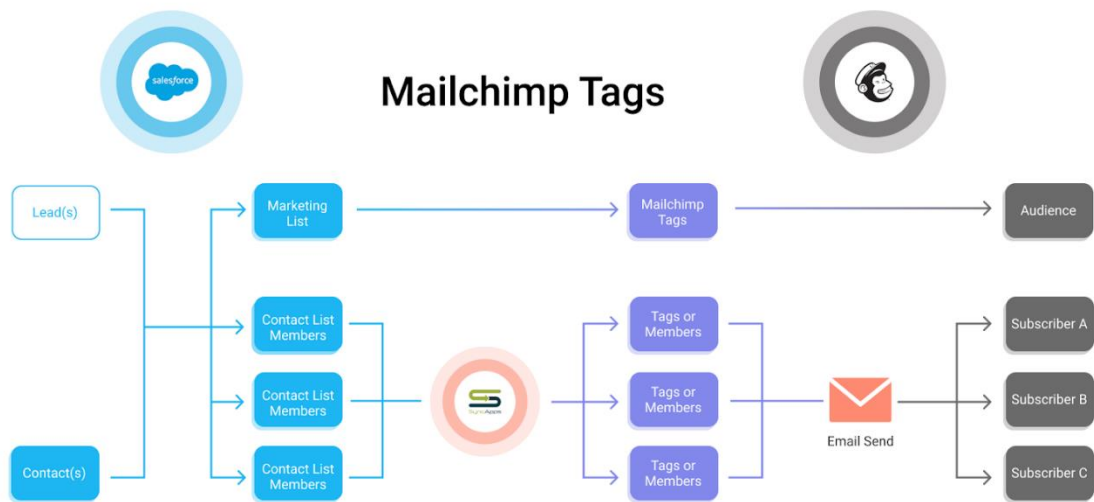 salesforce
Mailchimp Tags
Lead(s)
Marketing
List
Mailchimp
Tags
Audience
Contact List
Members
Tags or
Members
Subscriber A
SyncApps
Contact List
Members
Tags or
Members
Subscriber B
Email Send
Contact(s)
Contact List
Members
Tags or
Members
Subscriber C